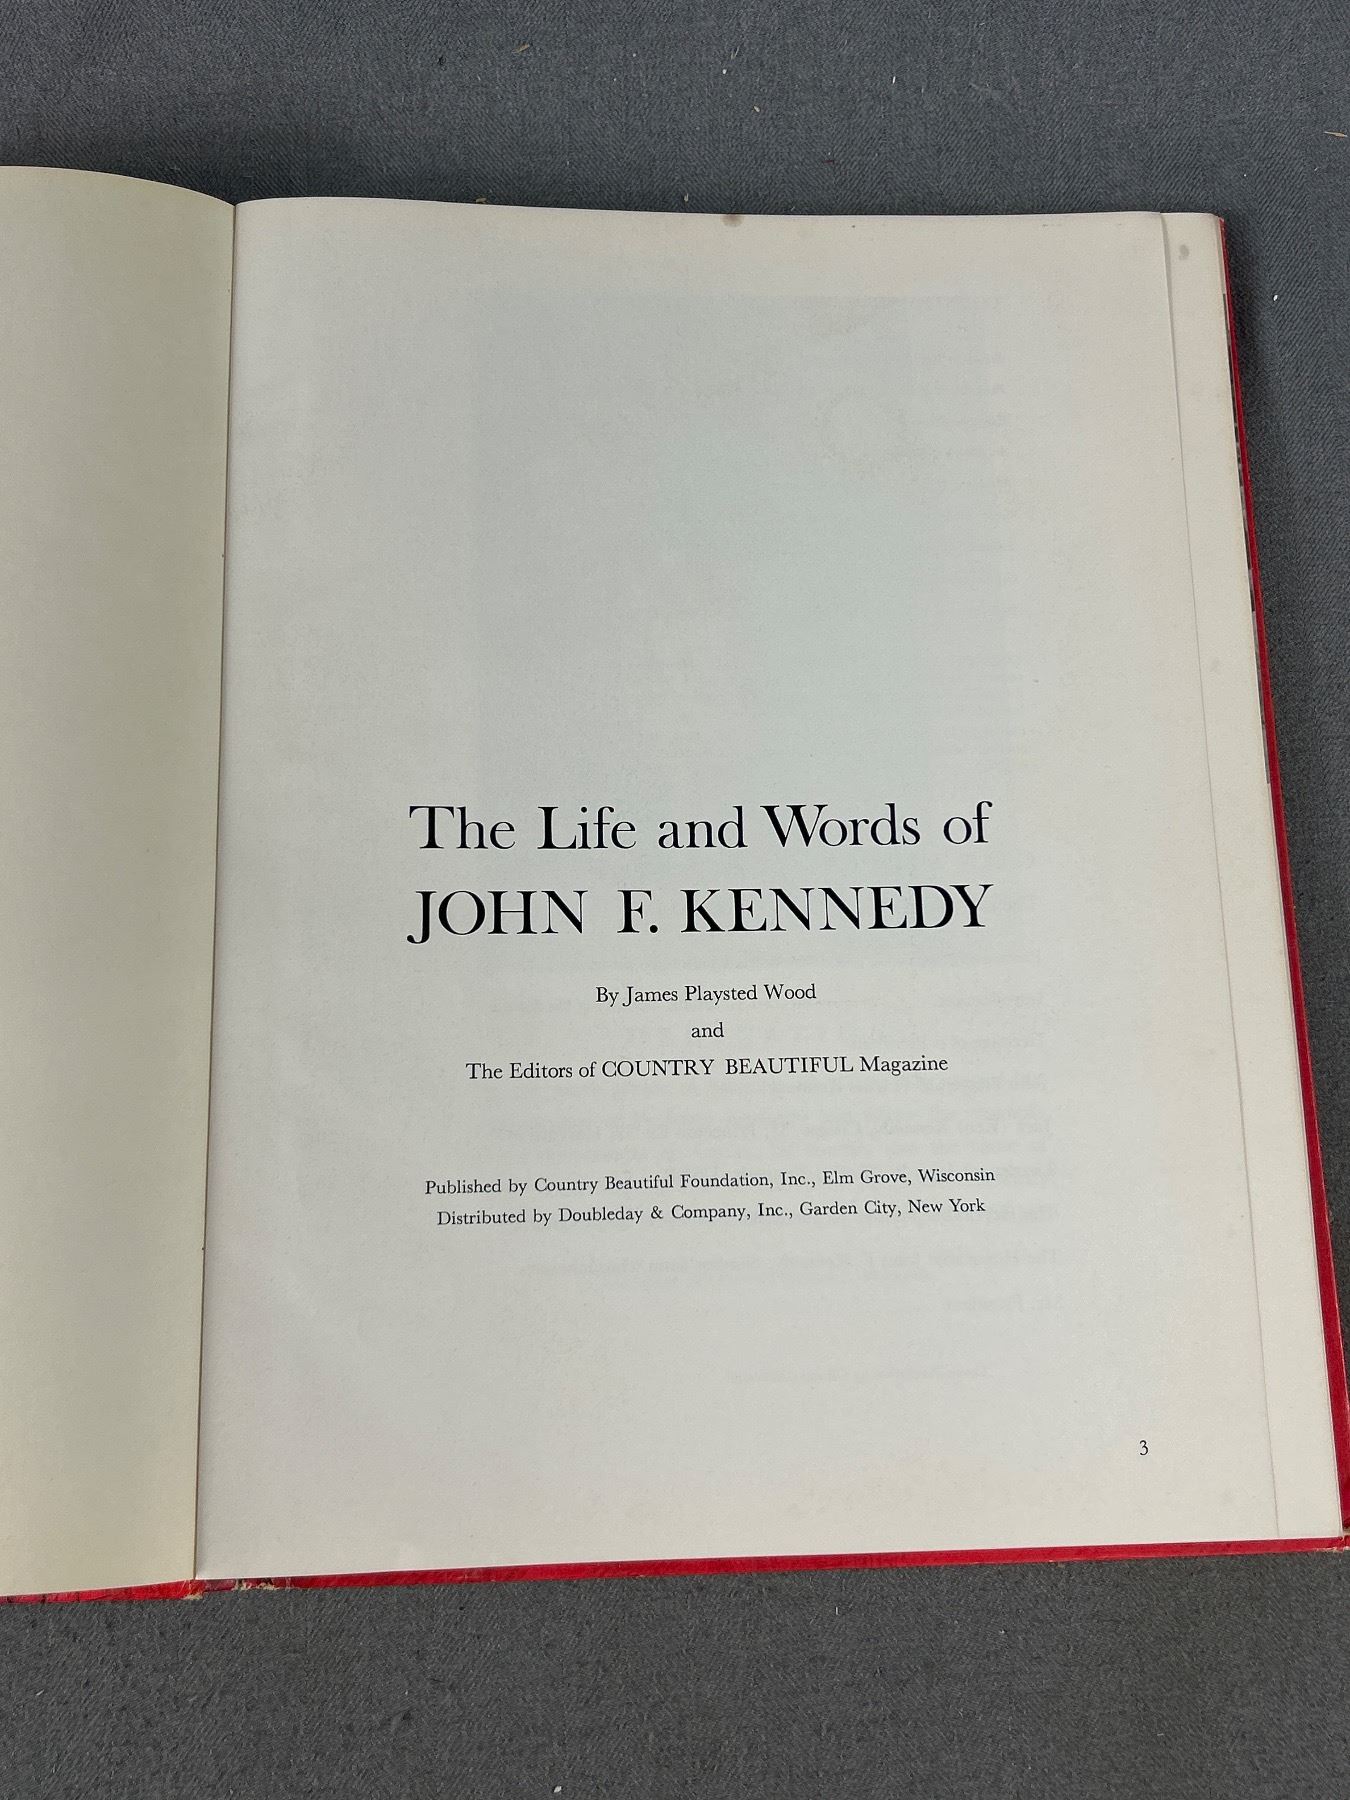 The Life and Words of
JOHN F. KENNEDY
By James Playsted Wood
and
The Editors of COUNTRY BEAUTIFUL Magazine
Published by Country Beautiful Foundation, Inc., Elm Grove, Wisconsin
Distributed by Doubleday & Company, Inc., Garden City, New York
3